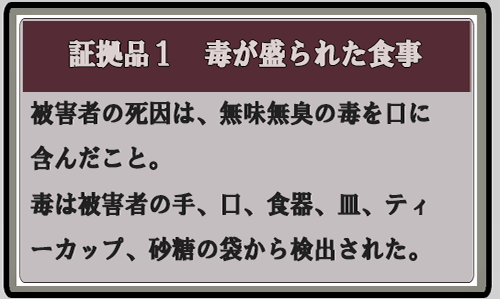 証拠品１　毒が盛られた食事
被害者の死因は、無味無臭の毒を口に
含んだこと。
毒は被害者の手、口、食器、皿、ティ
ーカップ、砂糖の袋から検出された。